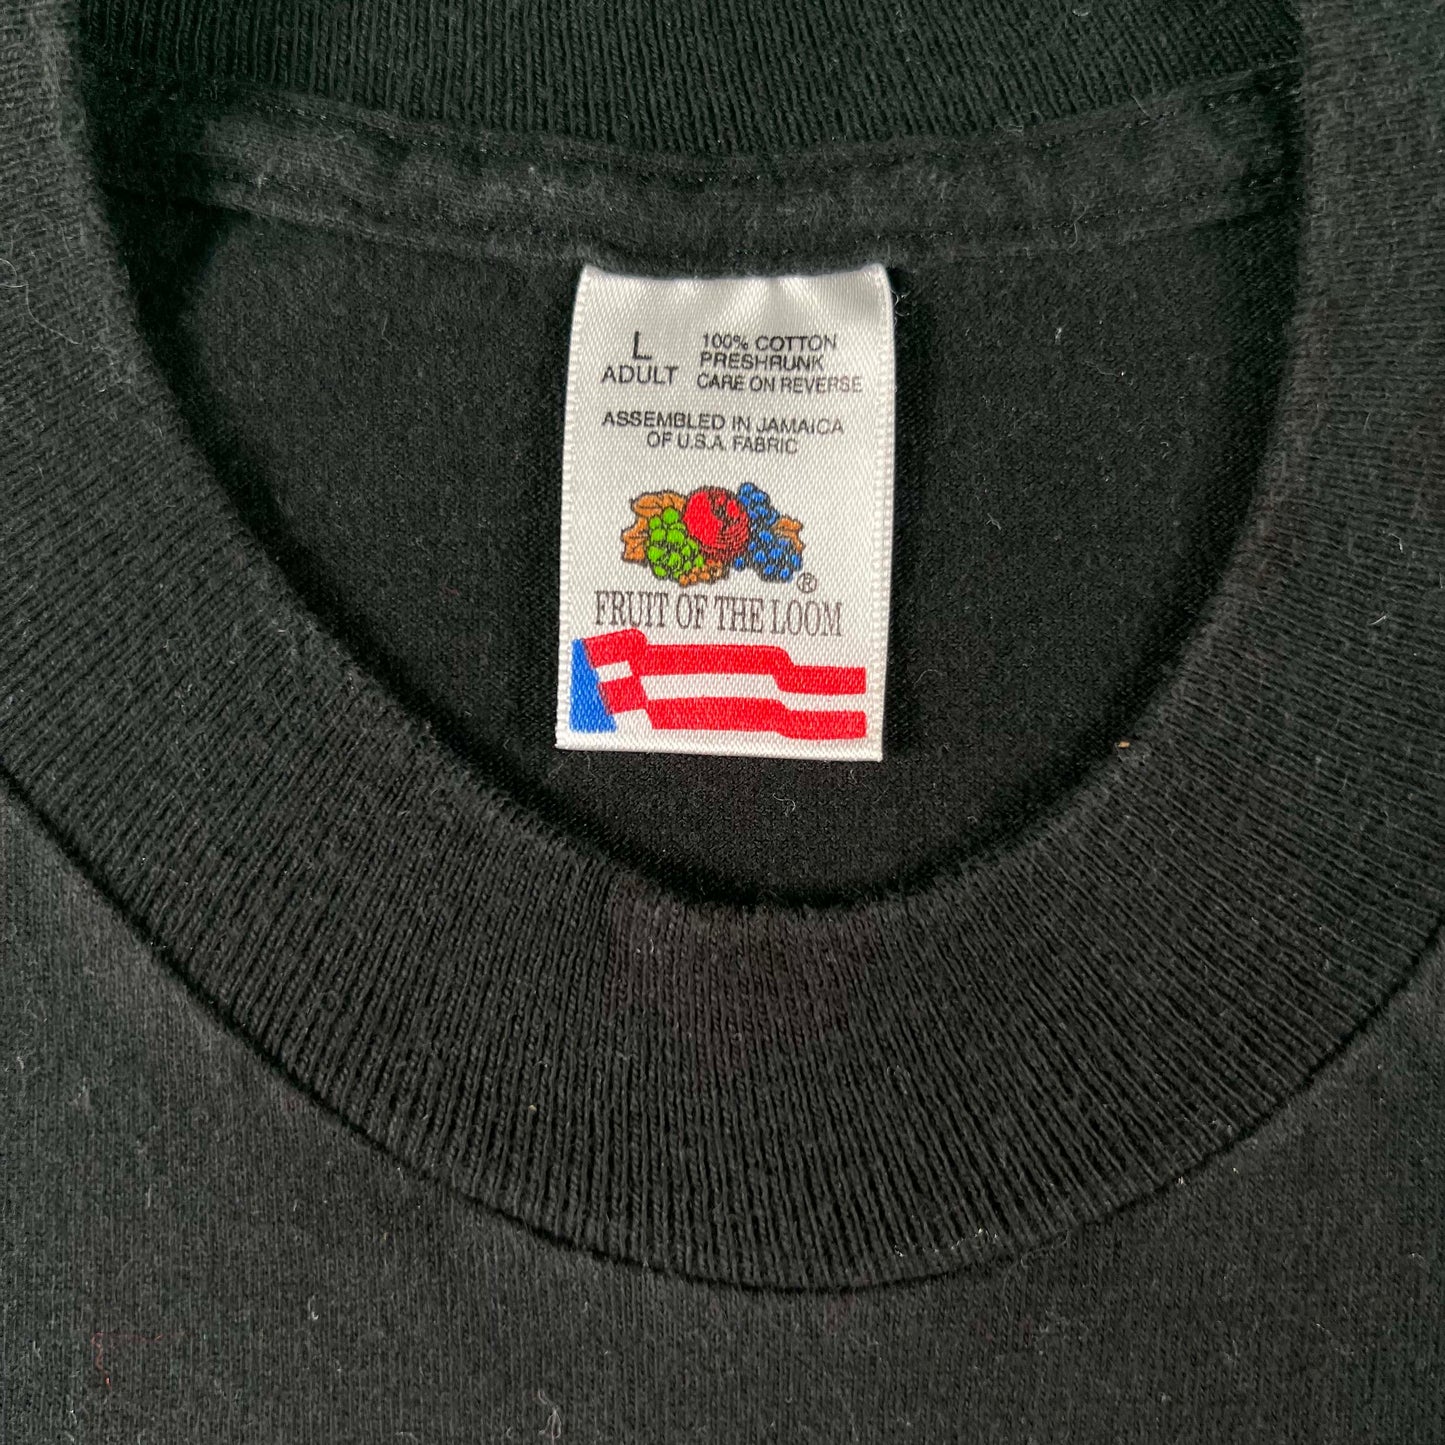 L
ADULT
100% COTTON
PRESHRUNK
CARE ON REVERSE
ASSEMBLED IN JAMAICA
OF U.S.A. FABRIC
®
FRUIT OF THE LOOM